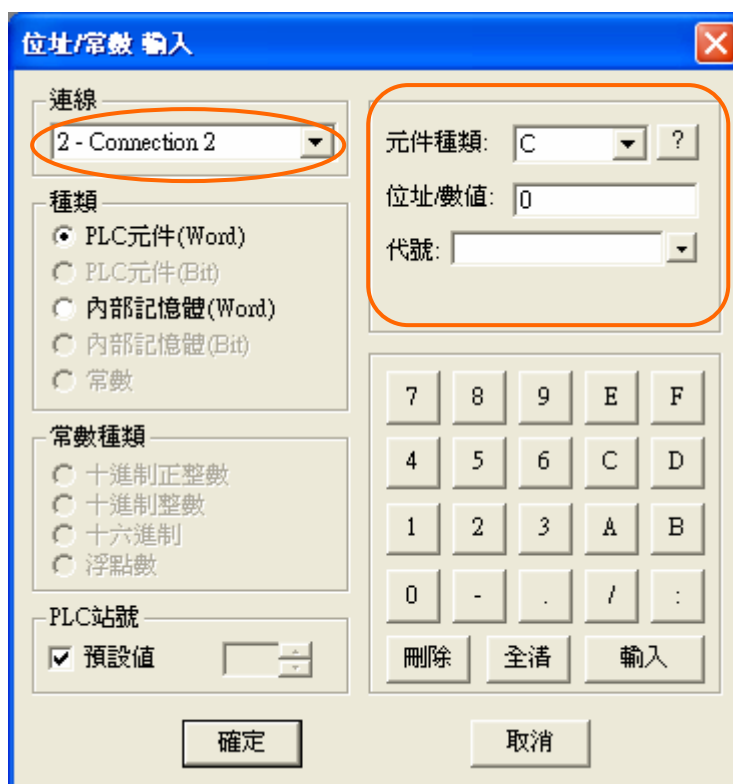 位址/常數 輸入
連線
2 - Connection 2
種類
PLC元件(Word)
PLC元件(Bit)
內部記憶體(Word)
內部記憶體(Bit)
常數
常數種類
十進制正整數
十進制整數
十六進制
浮點數
PLC站號
預設值
元件種類: C ?
位址/數值: 0
代號:
7 8 9 E F
4 5 6 C D
1 2 3 A B
0 - . / :
刪除 全清 輸入
確定 取消